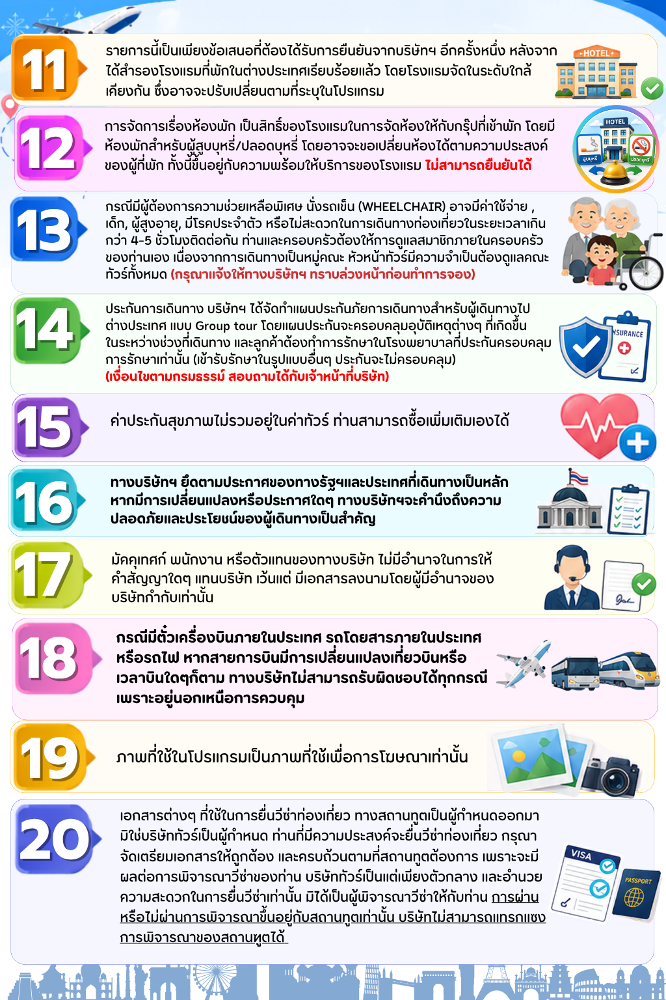 11
รายการนี้เป็นเพียงข้อเสนอที่ต้องได้รับการยืนยันจากบริษัทฯ อีกครั้งหนึ่ง หลังจาก
ได้สำรองโรงแรมที่พักในต่างประเทศเรียบร้อยแล้ว โดยโรงแรมจัดในระดับใกล้
เคียงกัน ซึ่งอาจจะปรับเปลี่ยนตามที่ระบุในโปรแกรม
HOTEL
12
การจัดการเรื่องห้องพัก เป็นสิทธิ์ของโรงแรมในการจัดห้องให้กับกรุ๊ปที่เข้าพัก โดยมี
ห้องพักสำหรับผู้สูบบุหรี่/ปลอดบุหรี่ โดยอาจจะขอเปลี่ยนห้องได้ตามความประสงค์
ของผู้ที่พัก ทั้งนี้ขึ้นอยู่กับความพร้อมให้บริการของโรงแรม ไม่สามารถยืนยันได้
HOTEL
สูบบุหรี่
ปลอดบุหรี่
13
กรณีมีผู้ต้องการความช่วยเหลือพิเศษ นั่งรถเข็น (WHEELCHAIR) อาจมีค่าใช้จ่าย ,
เด็ก, ผู้สูงอายุ, มีโรคประจำตัว หรือไม่สะดวกในการเดินทางท่องเที่ยวในระยะเวลาเกิน
กว่า 4-5 ชั่วโมงติดต่อกัน ท่านและครอบครัวต้องให้การดูแลสมาชิกภายในครอบครัว
ของท่านเอง เนื่องจากการเดินทางเป็นหมู่คณะ หัวหน้าทัวร์มีความจำเป็นต้องดูแลคณะ
ทัวร์ทั้งหมด (กรุณาแจ้งให้ทางบริษัทฯ ทราบล่วงหน้าก่อนทำการจอง)
14
ประกันการเดินทาง บริษัทฯ ได้จัดทำแผนประกันภัยการเดินทางสำหรับผู้เดินทางไป
ต่างประเทศ แบบ Group tour โดยแผนประกันจะครอบคลุมอุบัติเหตุต่างๆ ที่เกิดขึ้น
ในระหว่างช่วงที่เดินทาง และลูกค้าต้องทำการรักษาในโรงพยาบาลที่ประกันครอบคลุม
การรักษาเท่านั้น (เข้ารับรักษาในรูปแบบอื่นๆ ประกันจะไม่ครอบคลุม)
(เงื่อนไขตามกรมธรรม์ สอบถามได้กับเจ้าหน้าที่บริษัท)
NSURANCE
15
ค่าประกันสุขภาพไม่รวมอยู่ในค่าทัวร์ ท่านสามารถซื้อเพิ่มเติมเองได้
16
ทางบริษัทฯ ยึดตามประกาศของทางรัฐฯและประเทศที่เดินทางเป็นหลัก
หากมีการเปลี่ยนแปลงหรือประกาศใดๆ ทางบริษัทฯจะคำนึงถึงความ
ปลอดภัยและประโยชน์ของผู้เดินทางเป็นสำคัญ
17
มัคคุเทศก์ พนักงาน หรือตัวแทนของทางบริษัท ไม่มีอำนาจในการให้
คำสัญญาใดๆ แทนบริษัท เว้นแต่ มีเอกสารลงนามโดยผู้มีอำนาจของ
บริษัทกำกับเท่านั้น
18
กรณีมีตั๋วเครื่องบินภายในประเทศ รถโดยสารภายในประเทศ
หรือรถไฟ หากสายการบินมีการเปลี่ยนแปลงเที่ยวบินหรือ
เวลาบินใดๆก็ตาม ทางบริษัทไม่สามารถรับผิดชอบได้ทุกกรณี
เพราะอยู่นอกเหนือการควบคุม
19
ภาพที่ใช้ในโปรแกรมเป็นภาพที่ใช้เพื่อการโฆษณาเท่านั้น
20
เอกสารต่างๆ ที่ใช้ในการยื่นวีซ่าท่องเที่ยว ทางสถานทูตเป็นผู้กำหนดออกมา
มิใช่บริษัททัวร์เป็นผู้กำหนด ท่านที่มีความประสงค์จะยื่นวีซ่าท่องเที่ยว กรุณา
จัดเตรียมเอกสารให้ถูกต้อง และครบถ้วนตามที่สถานทูตต้องการ เพราะจะมี
ผลต่อการพิจารณาวีซ่าของท่าน บริษัททัวร์เป็นแต่เพียงตัวกลาง และอำนวย
ความสะดวกในการยื่นวีซ่าเท่านั้น มิได้เป็นผู้พิจารณาวีซ่าให้กับท่าน การผ่าน
หรือไม่ผ่านการพิจารณาขึ้นอยู่กับสถานทูตเท่านั้น บริษัทไม่สามารถแทรกแซง
การพิจารณาของสถานฑูตได้
VISA
PASSPORT